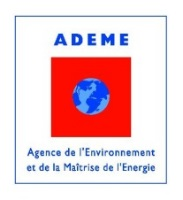 ADEME
Agence de l'Environnement
et de la Maîtrise de l'Energie